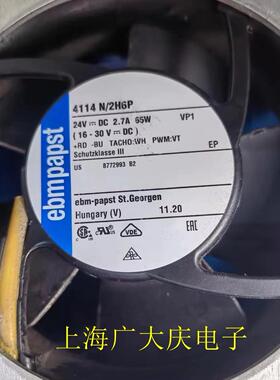 ebmpapst
4114 N/2H6P
24V ⎓ DC 2.7A 65W VP1
(16 - 30 V ⎓ DC)
+RD -BU TACHO:WH PWM:VT
Schutzklasse III EP
US 8772993 B2
ebm-papst St.Georgen
Hungary (V) 11.20
EAC
上海广大庆电子